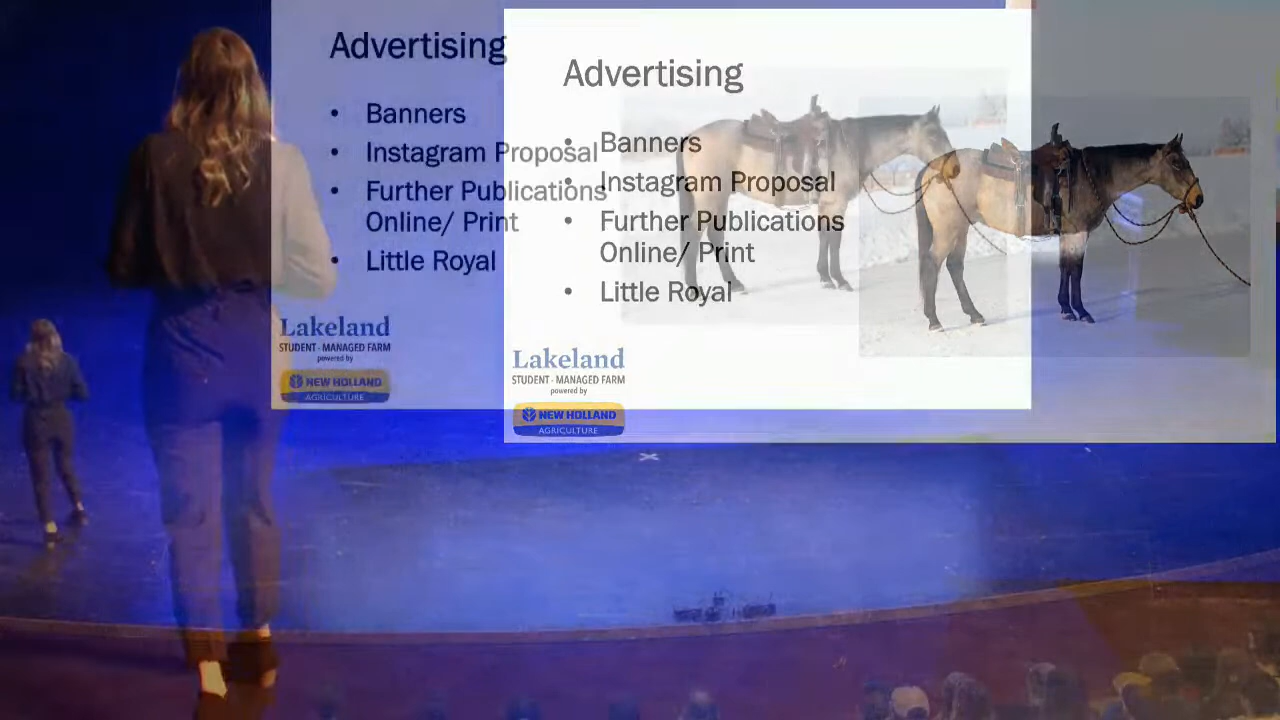 Advertising
• Banners
• Instagram Proposal
• Further Publications
Online/ Print
• Little Royal
Lakeland
STUDENT-MANAGED FARM
powered by
NEW HOLLAND
AGRICULTURE
Advertising
• Banners
• Instagram Proposal
• Further Publications
Online/ Print
• Little Royal
Lakeland
STUDENT-MANAGED FARM
powered by
NEW HOLLAND
AGRICULTURE